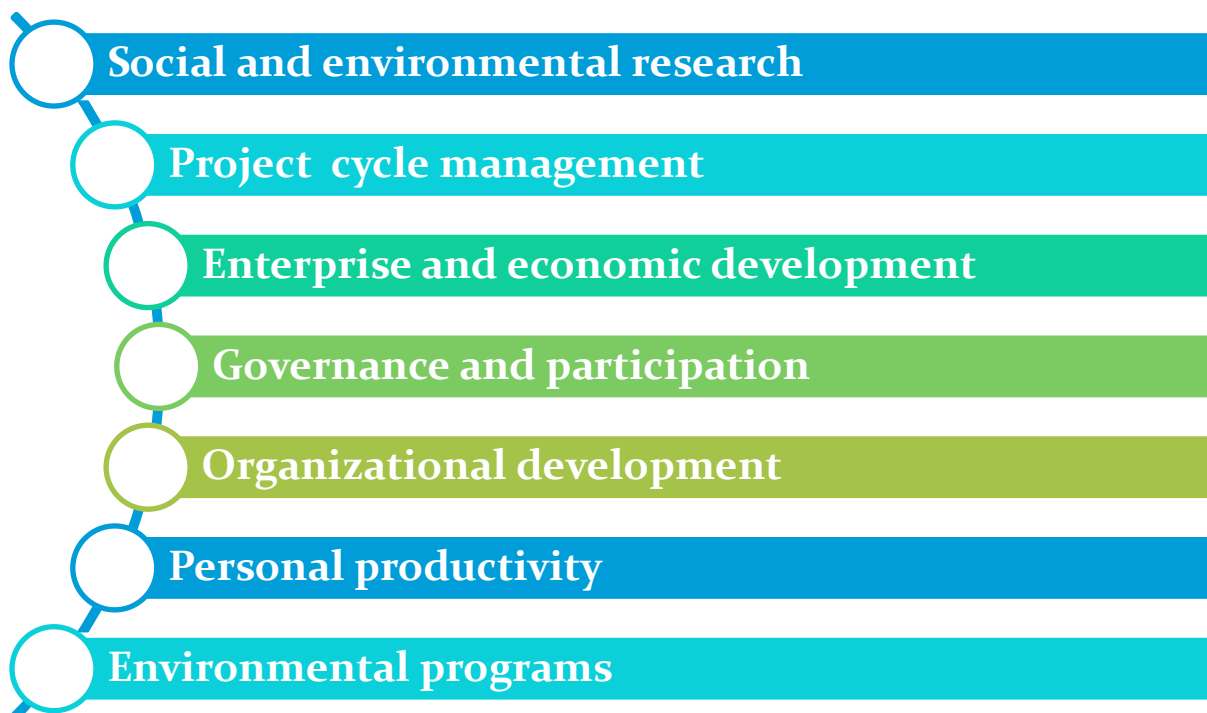 Social and environmental research
Project  cycle management
Enterprise and economic development
Governance and participation
Organizational development
Personal productivity
Environmental programs